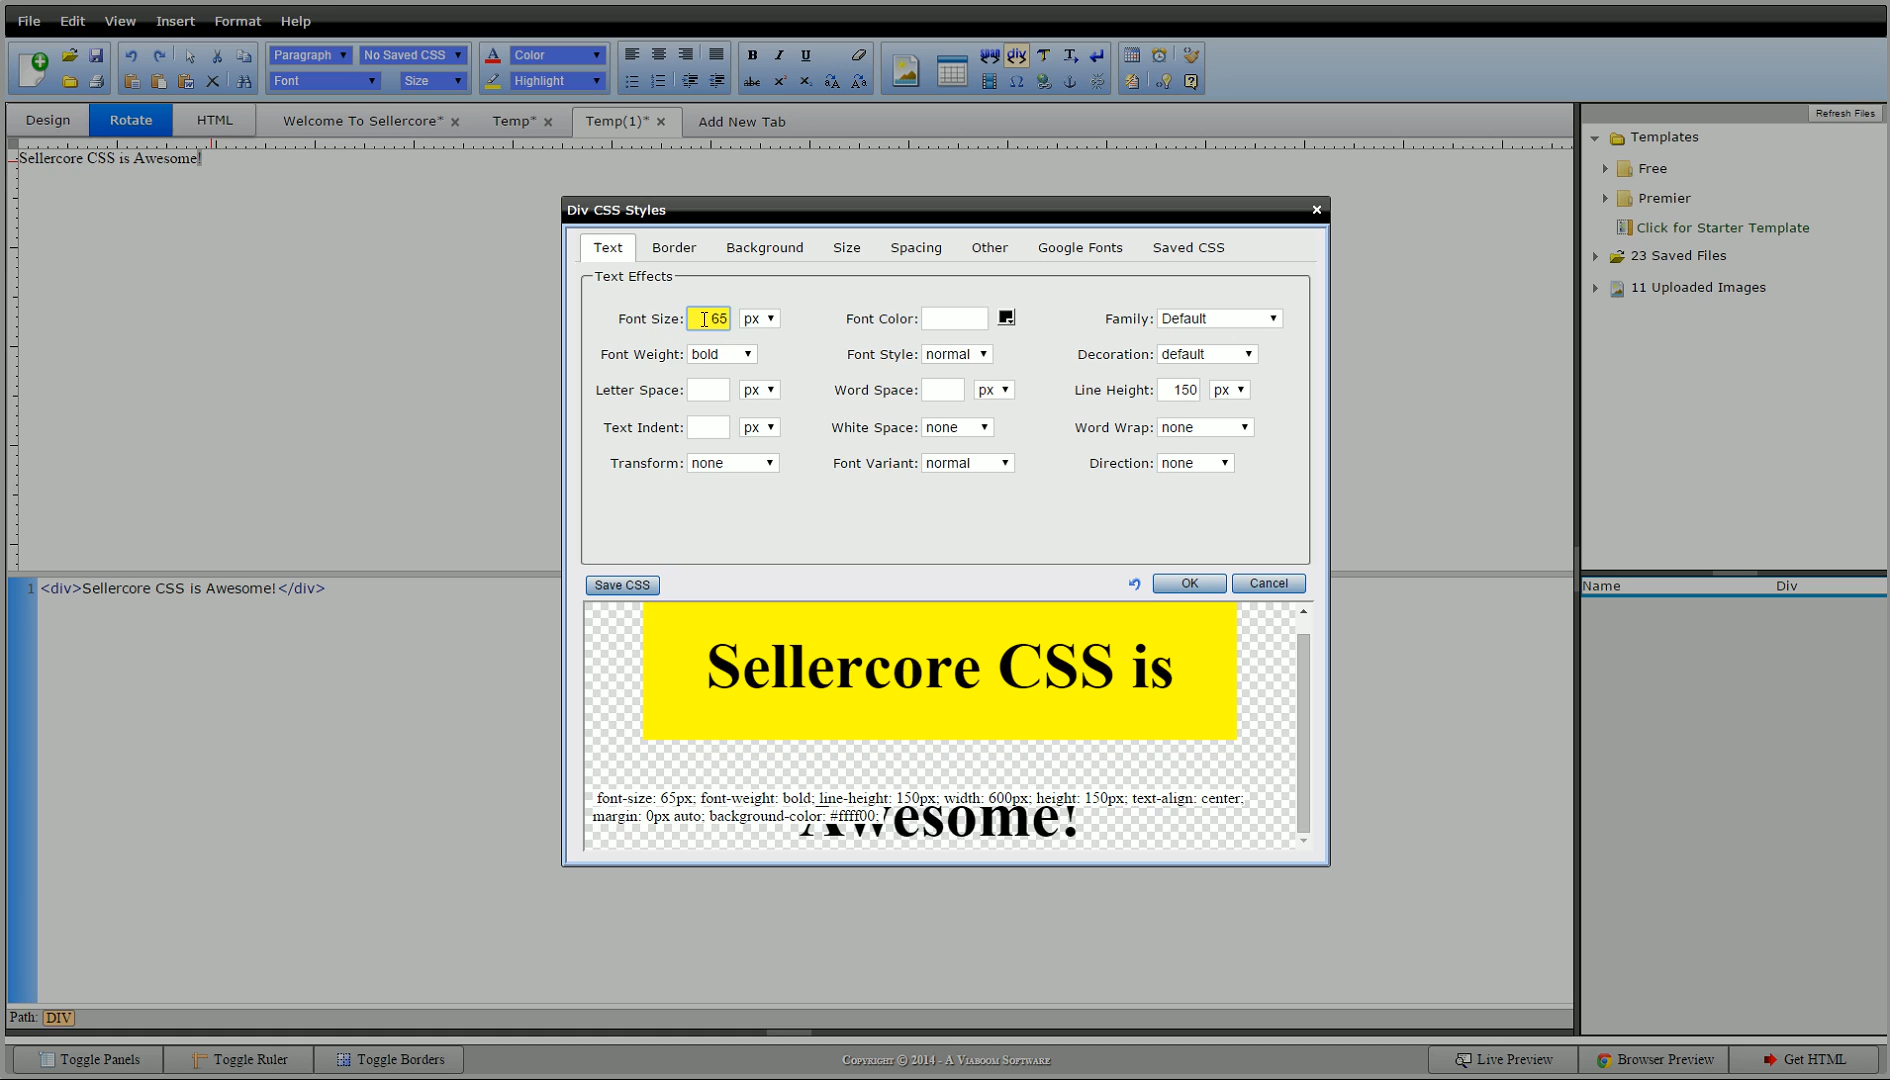 File Edit View Insert Format Help
Paragraph No Saved CSS Color
Font Size Highlight
Design Rotate HTML Welcome To Sellercore* Temp* Temp(1)* Add New Tab
Refresh Files
Sellercore CSS is Awesome!
Templates
Free
Premier
Click for Starter Template
23 Saved Files
11 Uploaded Images
Div CSS Styles
Text Border Background Size Spacing Other Google Fonts Saved CSS
Text Effects
Font Size: 65 px Font Color: Family: Default
Font Weight: bold Font Style: normal Decoration: default
Letter Space: px Word Space: px Line Height: 150 px
Text Indent: px White Space: none Word Wrap: none
Transform: none Font Variant: normal Direction: none
Save CSS OK Cancel
1 <div>Sellercore CSS is Awesome!</div>
Name Div
Sellercore CSS is
Awesome!
font-size: 65px; font-weight: bold; line-height: 150px; width: 600px; height: 150px; text-align: center;
margin: 0px auto; background-color: #ffff00;
Path: DIV
Toggle Panels Toggle Ruler Toggle Borders Copyright © 2014 - A Viaboom Software Live Preview Browser Preview Get HTML